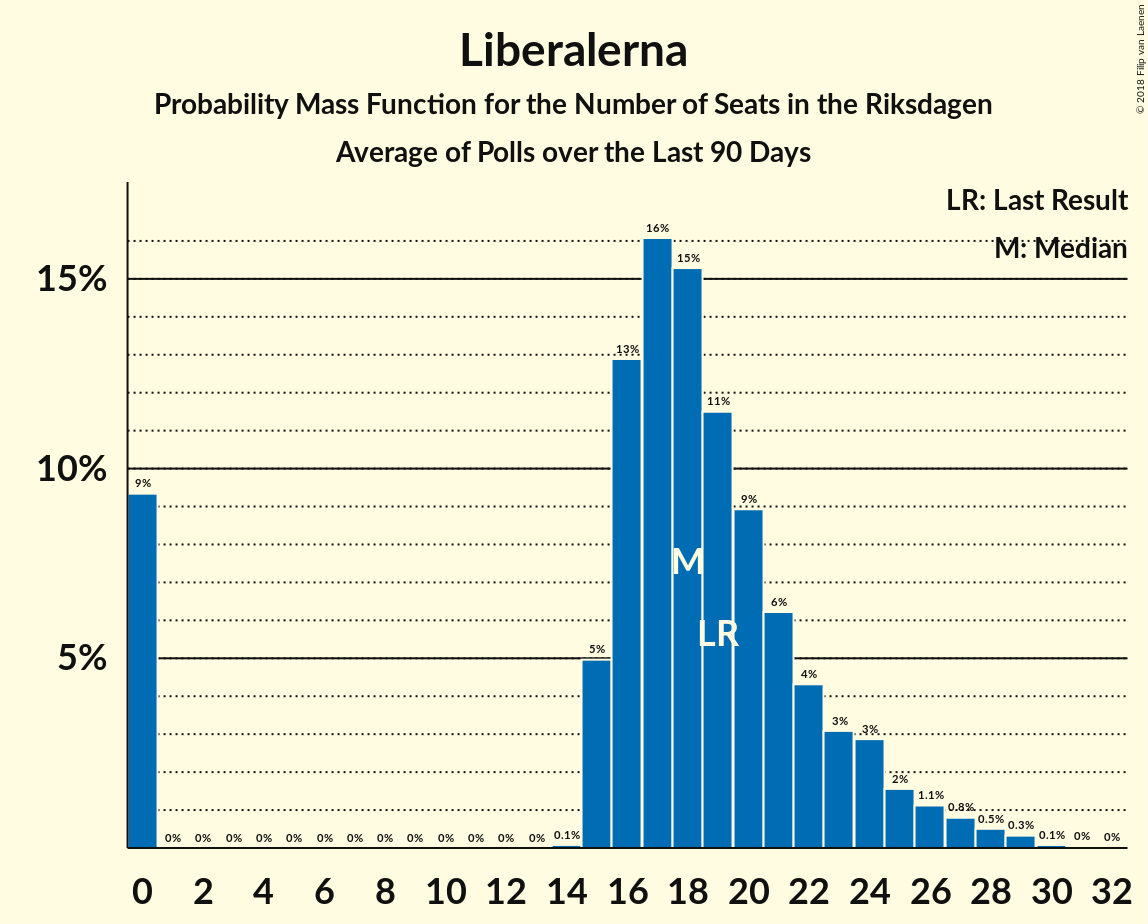 Liberalerna
Probability Mass Function for the Number of Seats in the Riksdagen
Average of Polls over the Last 90 Days
© 2018 Filip van Laenen
LR: Last Result
M: Median
15%
10%
5%
9% 0% 0% 0% 0% 0% 0% 0% 0% 0% 0% 0% 0% 0% 0.1% 5% 13% 16% 15% 11% 9% 6% 4% 3% 3% 2% 1.1% 0.8% 0.5% 0.3% 0.1% 0% 0%
M
LR
0 2 4 6 8 10 12 14 16 18 20 22 24 26 28 30 32